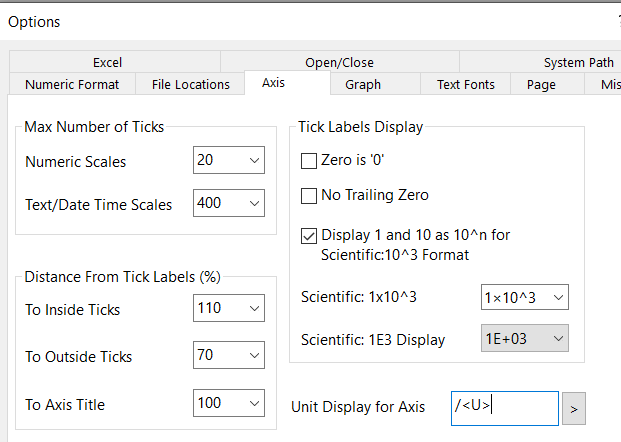 Options
Excel Open/Close System Path
Numeric Format File Locations Axis Graph Text Fonts Page Mis
Max Number of Ticks
Numeric Scales 20
Text/Date Time Scales 400
Distance From Tick Labels (%)
To Inside Ticks 110
To Outside Ticks 70
To Axis Title 100
Tick Labels Display
Zero is '0'
No Trailing Zero
Display 1 and 10 as 10^n for
Scientific:10^3 Format
Scientific: 1x10^3 1×10^3
Scientific: 1E3 Display 1E+03
Unit Display for Axis /<U> >